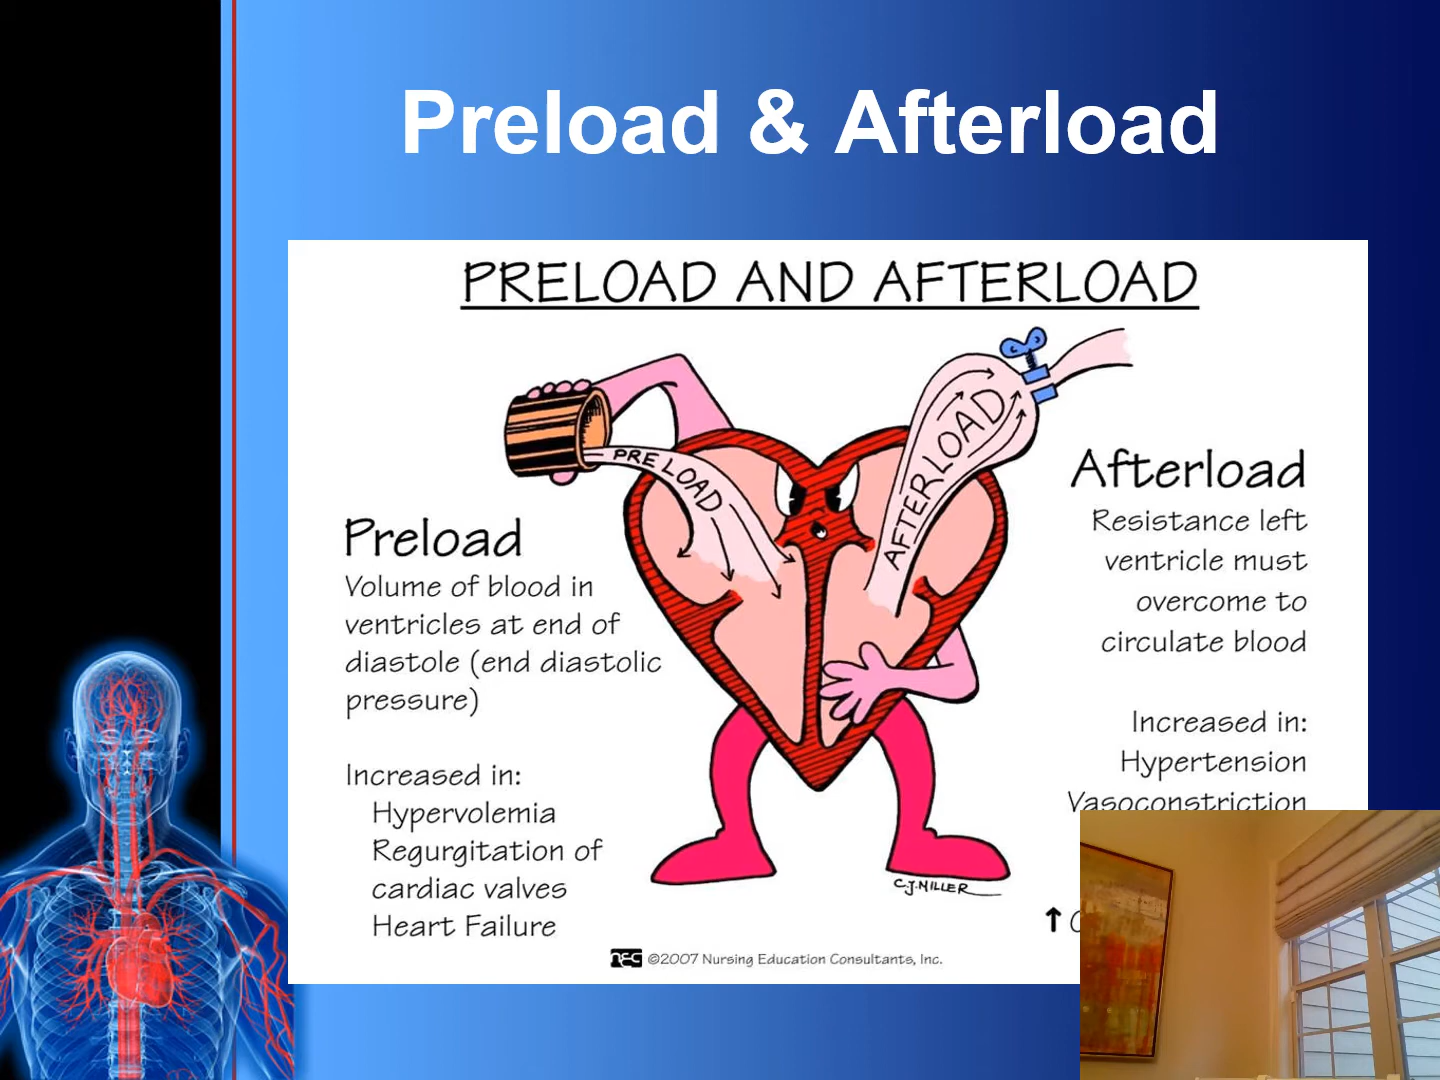 Preload & Afterload
PRELOAD AND AFTERLOAD
PRELOAD
AFTERLOAD
Preload
Volume of blood in
ventricles at end of
diastole (end diastolic
pressure)
Increased in:
Hypervolemia
Regurgitation of
cardiac valves
Heart Failure
Afterload
Resistance left
ventricle must
overcome to
circulate blood
Increased in:
Hypertension
Vasoconstriction
↑
C.J. MILLER
nec ©2007 Nursing Education Consultants, Inc.